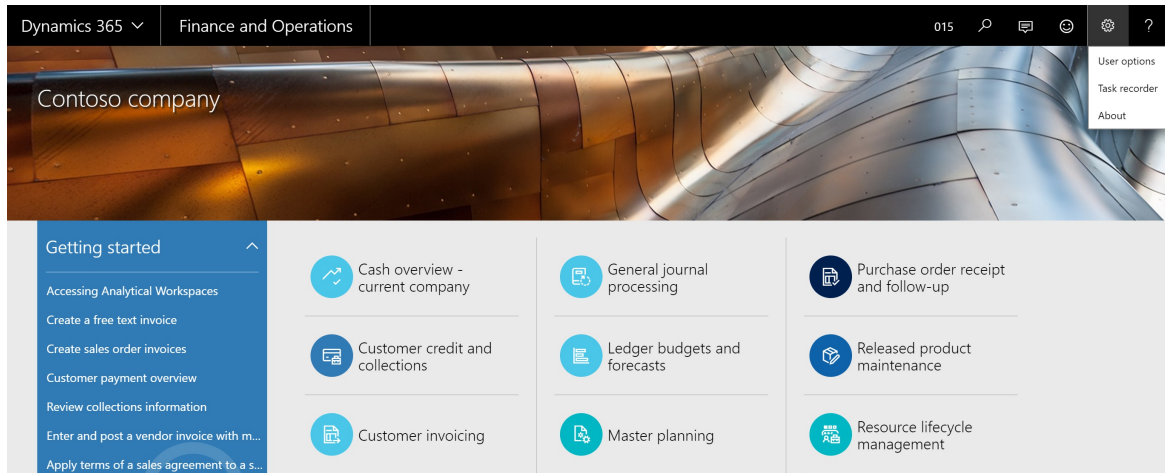 Dynamics 365
Finance and Operations
015
?
User options
Task recorder
About
Contoso company
Getting started
Accessing Analytical Workspaces
Create a free text invoice
Create sales order invoices
Customer payment overview
Review collections information
Enter and post a vendor invoice with m...
Apply terms of a sales agreement to a s...
Cash overview -
current company
Customer credit and
collections
Customer invoicing
General journal
processing
Ledger budgets and
forecasts
Master planning
Purchase order receipt
and follow-up
Released product
maintenance
Resource lifecycle
management